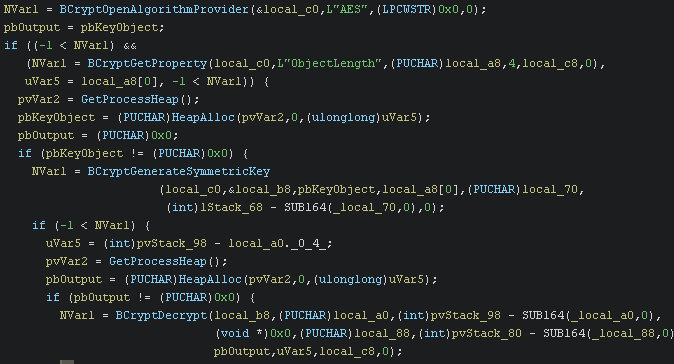 NVar1 = BCryptOpenAlgorithmProvider(&local_c0,L"AES",(LPCWSTR)0x0,0);
pbOutput = pbKeyObject;
if ((-1 < NVar1) &&
(NVar1 = BCryptGetProperty(local_c0,L"ObjectLength",(PUCHAR)local_a8,4,local_c8,0),
uVar5 = local_a8[0], -1 < NVar1)) {
pvVar2 = GetProcessHeap();
pbKeyObject = (PUCHAR)HeapAlloc(pvVar2,0,(ulonglong)uVar5);
pbOutput = (PUCHAR)0x0;
if (pbKeyObject != (PUCHAR)0x0) {
NVar1 = BCryptGenerateSymmetricKey
(local_c0,&local_b8,pbKeyObject,local_a8[0],(PUCHAR)local_70,
(int)lStack_68 - SUB164(_local_70,0),0);
if (-1 < NVar1) {
uVar5 = (int)pvStack_98 - local_a0._0_4_;
pvVar2 = GetProcessHeap();
pbOutput = (PUCHAR)HeapAlloc(pvVar2,0,(ulonglong)uVar5);
if (pbOutput != (PUCHAR)0x0) {
NVar1 = BCryptDecrypt(local_b8,(PUCHAR)local_a0,(int)pvStack_98 - SUB164(_local_a0,0),
(void *)0x0,(PUCHAR)local_88,(int)pvStack_80 - SUB164(_local_88,0),
pbOutput,uVar5,local_c8,0);